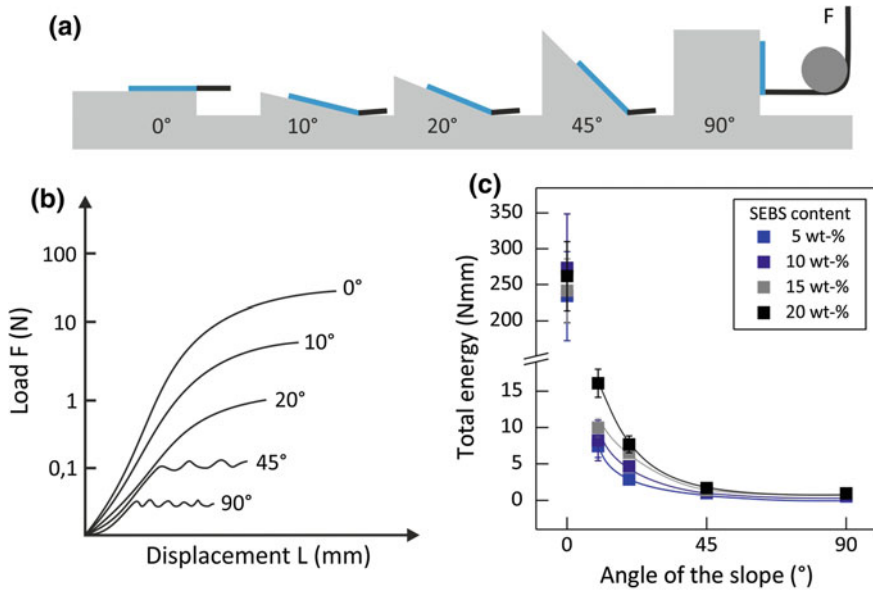 (a)
F
0°
10°
20°
45°
90°
(b)
Load F (N)
100
10
1
0,1
0°
10°
20°
45°
90°
Displacement L (mm)
(c)
Total energy (Nmm)
350
300
250
200
15
10
5
0
SEBS content
5 wt-%
10 wt-%
15 wt-%
20 wt-%
0
45
90
Angle of the slope (°)